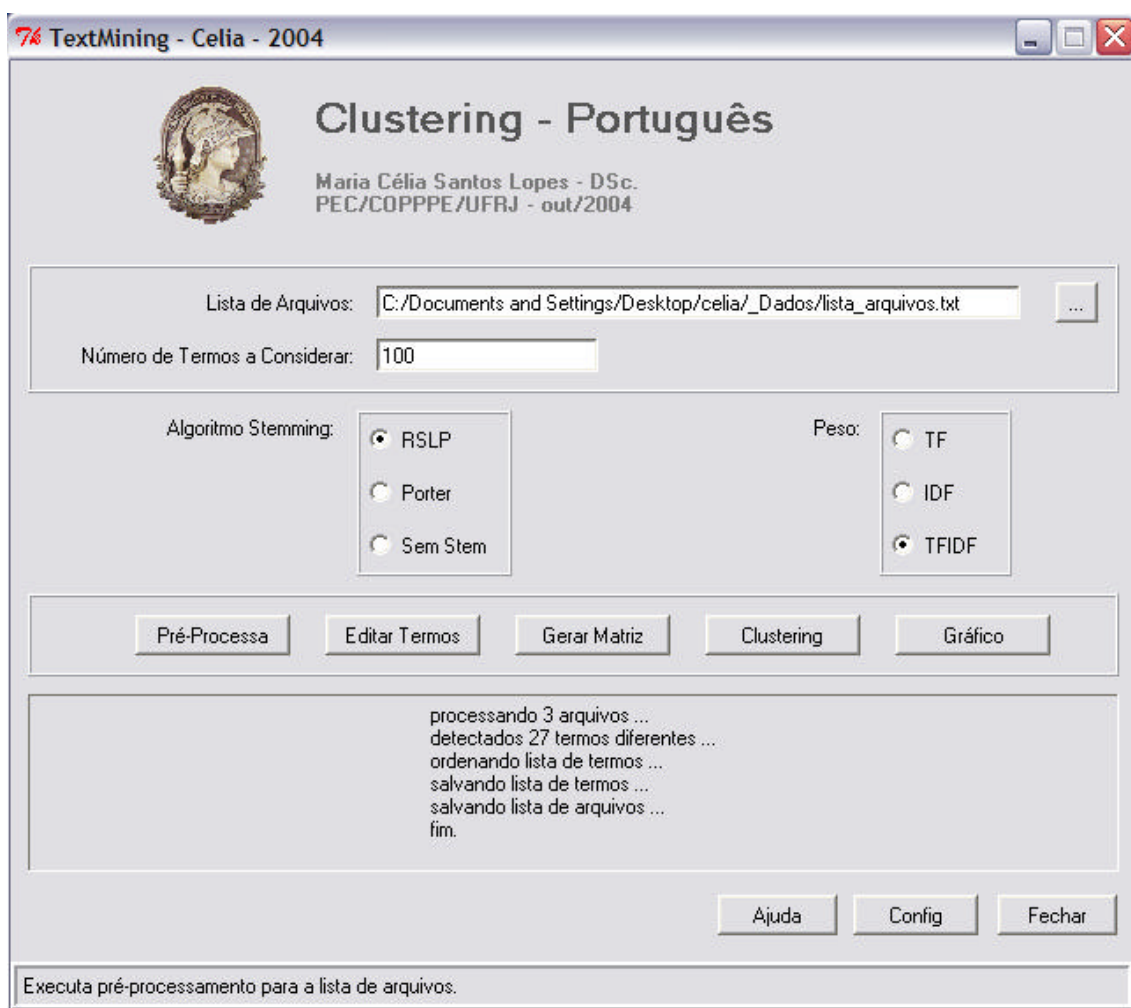 TextMining - Celia - 2004
Clustering - Português
Maria Célia Santos Lopes - DSc.
PEC/COPPPE/UFRJ - out/2004
Lista de Arquivos: C:/Documents and Settings/Desktop/celia/_Dados/lista_arquivos.txt ...
Número de Termos a Considerar: 100
Algoritmo Stemming: RSLP Peso: TF
Porter IDF
Sem Stem TFIDF
Pré-Processa Editar Termos Gerar Matriz Clustering Gráfico
processando 3 arquivos ...
detectados 27 termos diferentes ...
ordenando lista de termos ...
salvando lista de termos ...
salvando lista de arquivos ...
fim.
Ajuda Config Fechar
Executa pré-processamento para a lista de arquivos.